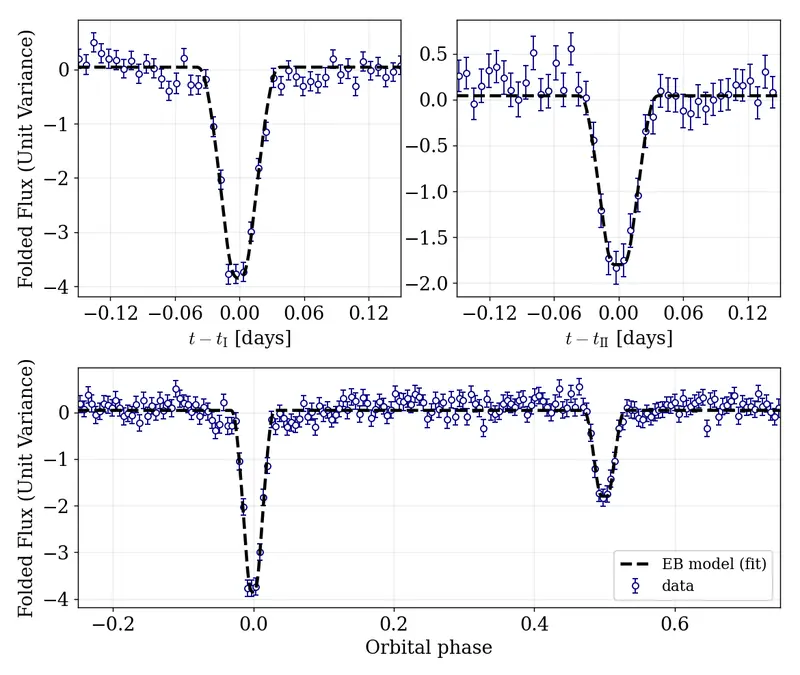 Folded Flux (Unit Variance)
0
−1
−2
−3
−4
−0.12 −0.06 0.00 0.06 0.12
t − tI [days]
0.5
0.0
−0.5
−1.0
−1.5
−2.0
−0.12 −0.06 0.00 0.06 0.12
t − tII [days]
Folded Flux (Unit Variance)
0
−1
−2
−3
−4
−0.2 0.0 0.2 0.4 0.6
Orbital phase
EB model (fit)
data